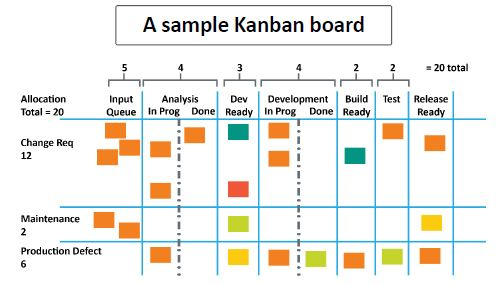 A sample Kanban board
5 4 3 4 2 2 = 20 total
Allocation Input Analysis Dev Development Build Test Release
Total = 20 Queue In Prog Done Ready In Prog Done Ready Ready
Change Req
12
Maintenance
2
Production Defect
6